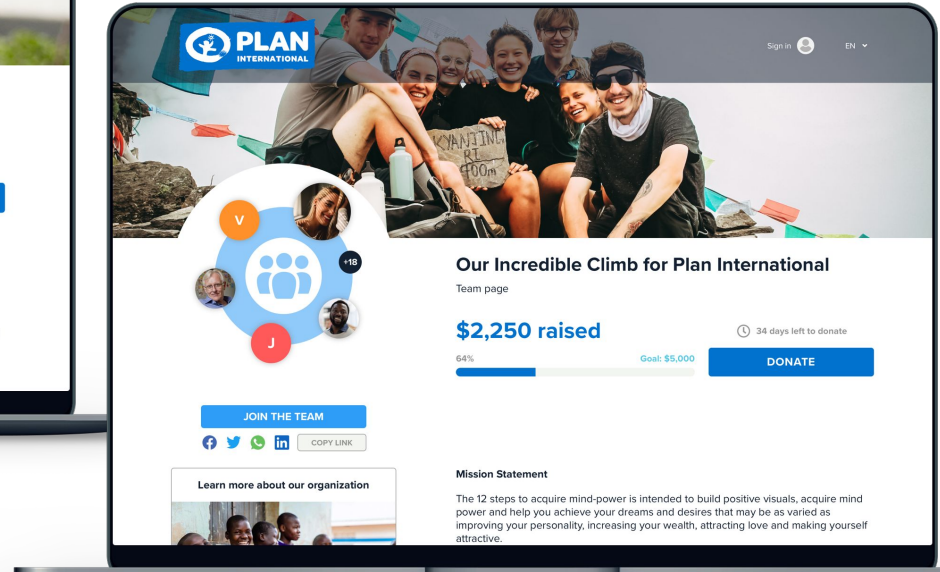 PLAN
INTERNATIONAL
Sign in
EN
KYANJING
RI
4700m
V
+18
J
Our Incredible Climb for Plan International
Team page
$2,250 raised
34 days left to donate
64%
Goal: $5,000
DONATE
JOIN THE TEAM
COPY LINK
Learn more about our organization
Mission Statement
The 12 steps to acquire mind-power is intended to build positive visuals, acquire mind
power and help you achieve your dreams and desires that may be as varied as
improving your personality, increasing your wealth, attracting love and making yourself
attractive.